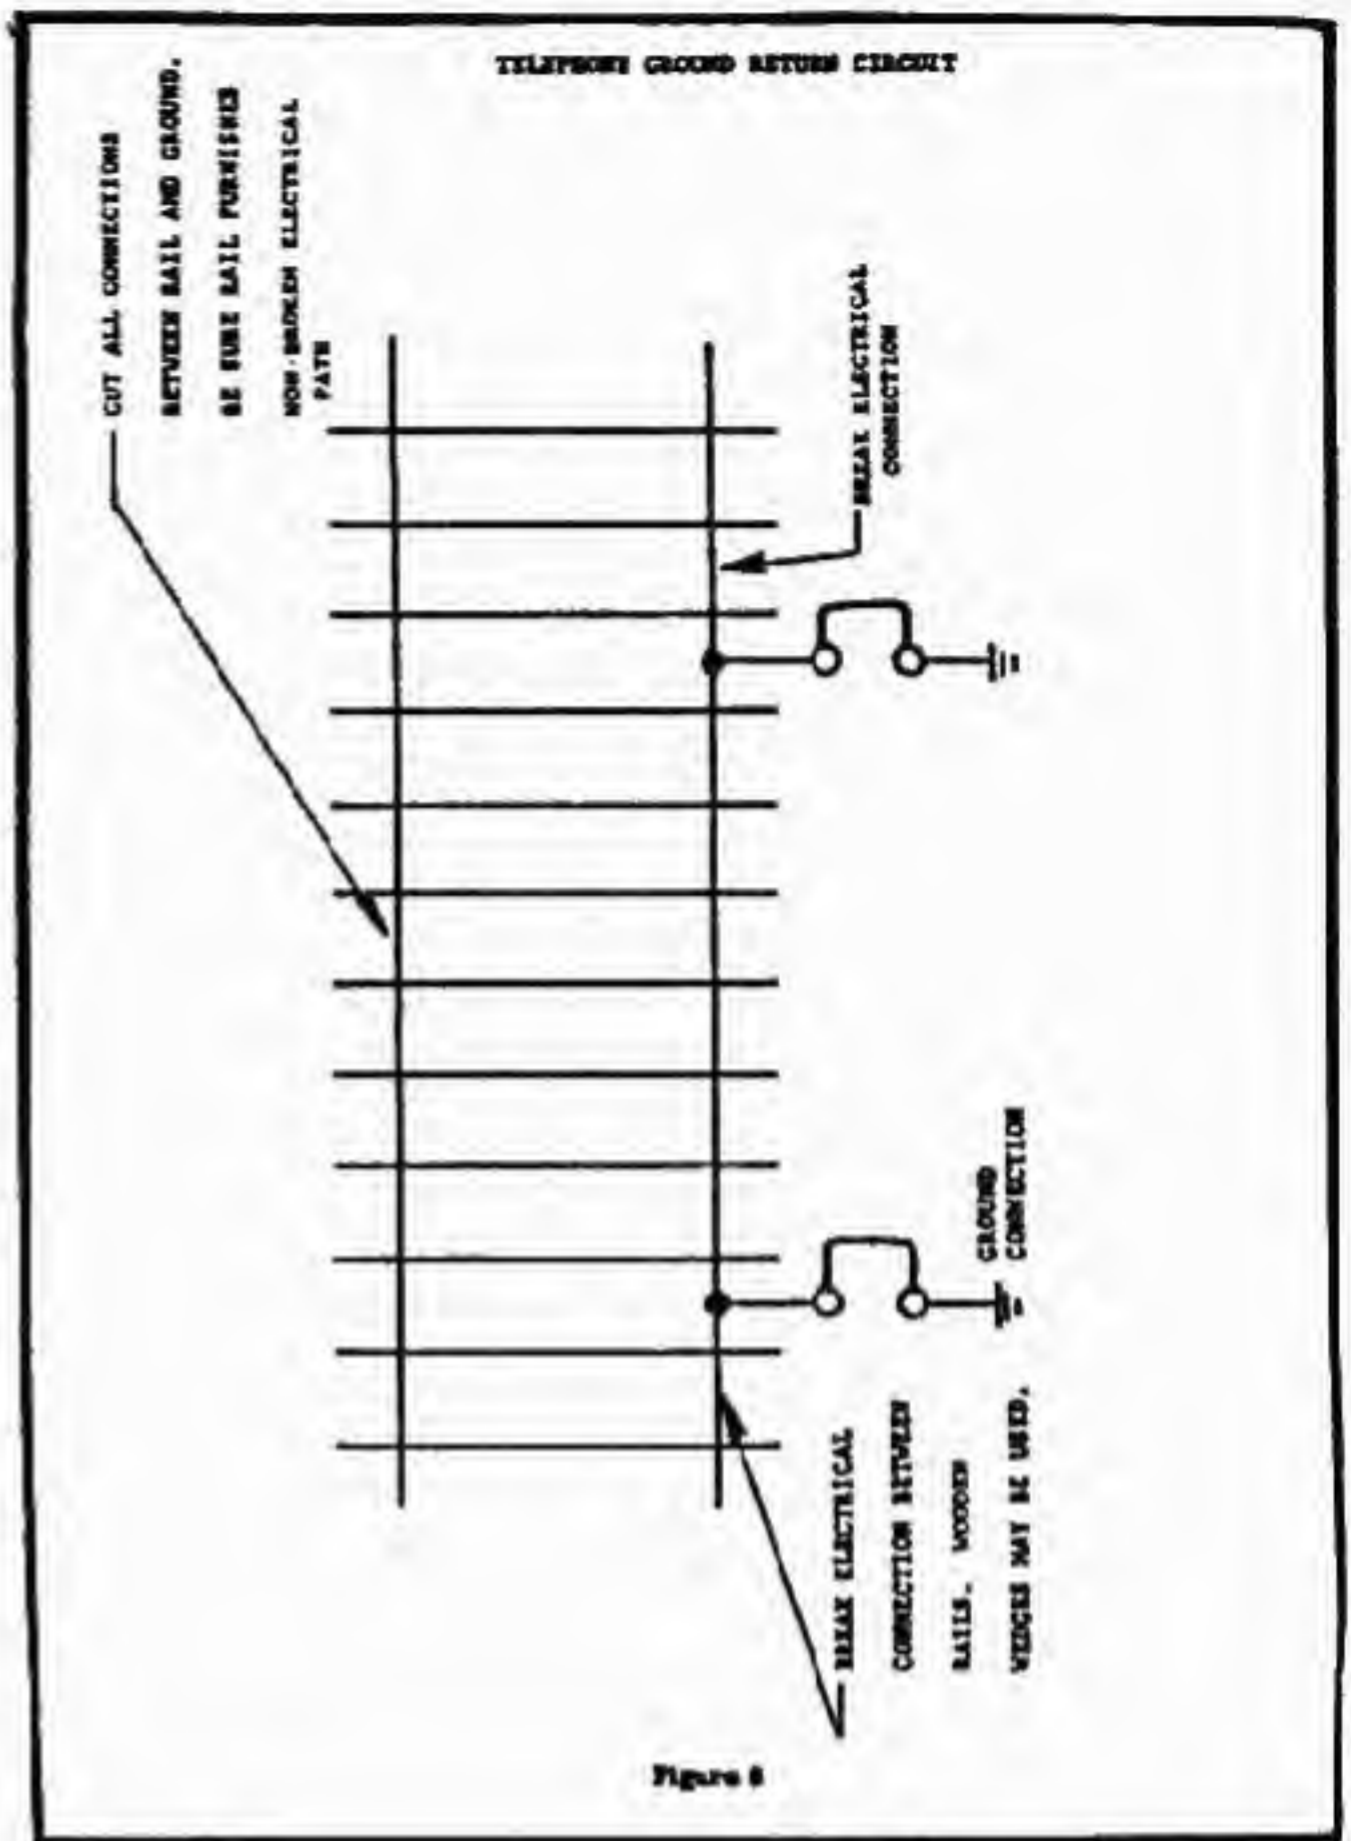 TELEPHONE GROUND RETURN CIRCUIT
CUT ALL CONNECTIONS
BETWEEN RAIL AND GROUND.
BE SURE RAIL FURNISHES
NON-BROKEN ELECTRICAL
PATH
BREAK ELECTRICAL
CONNECTION
GROUND
CONNECTION
BREAK ELECTRICAL
CONNECTION BETWEEN
RAILS. WOODEN
WEDGES MAY BE USED.
Figure